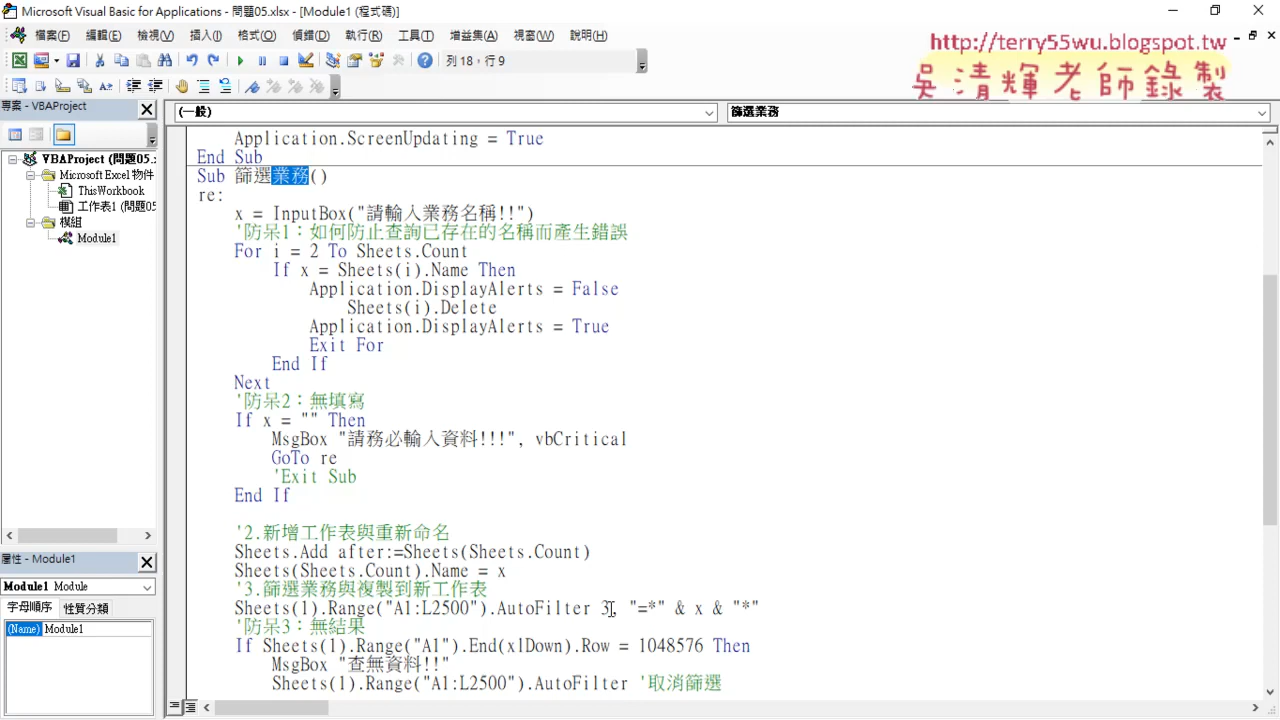 Microsoft Visual Basic for Applications - 問題05.xlsx - [Module1 (程式碼)]
http://terry55wu.blogspot.tw
吳清輝老師錄製
檔案(F) 編輯(E) 檢視(V) 插入(I) 格式(O) 偵錯(D) 執行(R) 工具(T) 增益集(A) 視窗(W) 說明(H)
列 18，行 9
專案 - VBAProject
(一般)
篩選業務
VBAProject (問題05.
Microsoft Excel 物件
ThisWorkbook
工作表1 (問題05
模組
Module1
屬性 - Module1
Module1 Module
字母順序 性質分類
(Name) Module1
Application.ScreenUpdating = True
End Sub
Sub 篩選業務()
re:
x = InputBox("請輸入業務名稱!!")
'防呆1：如何防止查詢已存在的名稱而產生錯誤
For i = 2 To Sheets.Count
If x = Sheets(i).Name Then
Application.DisplayAlerts = False
Sheets(i).Delete
Application.DisplayAlerts = True
Exit For
End If
Next
'防呆2：無填寫
If x = "" Then
MsgBox "請務必輸入資料!!!", vbCritical
GoTo re
'Exit Sub
End If
'2.新增工作表與重新命名
Sheets.Add after:=Sheets(Sheets.Count)
Sheets(Sheets.Count).Name = x
'3.篩選業務與複製到新工作表
Sheets(1).Range("A1:L2500").AutoFilter 3, "=*" & x & "*"
'防呆3：無結果
If Sheets(1).Range("A1").End(xlDown).Row = 1048576 Then
MsgBox "查無資料!!"
Sheets(1).Range("A1:L2500").AutoFilter '取消篩選